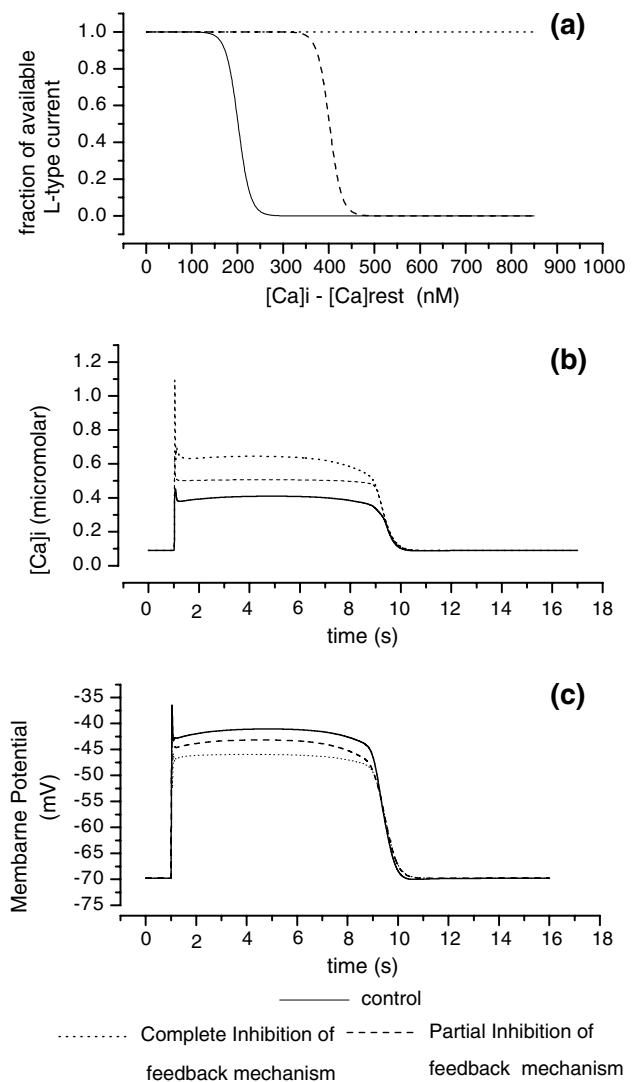 (a)
fraction of available
L-type current
1.0
0.8
0.6
0.4
0.2
0.0
0 100 200 300 400 500 600 700 800 900 1000
[Ca]i - [Ca]rest (nM)
(b)
[Ca]i (micromolar)
1.2
1.0
0.8
0.6
0.4
0.2
0.0
0 2 4 6 8 10 12 14 16 18
time (s)
(c)
Membarne Potential
(mV)
-35
-40
-45
-50
-55
-60
-65
-70
-75
0 2 4 6 8 10 12 14 16 18
time (s)
control
Complete Inhibition of
feedback mechanism
Partial Inhibition of
feedback mechanism